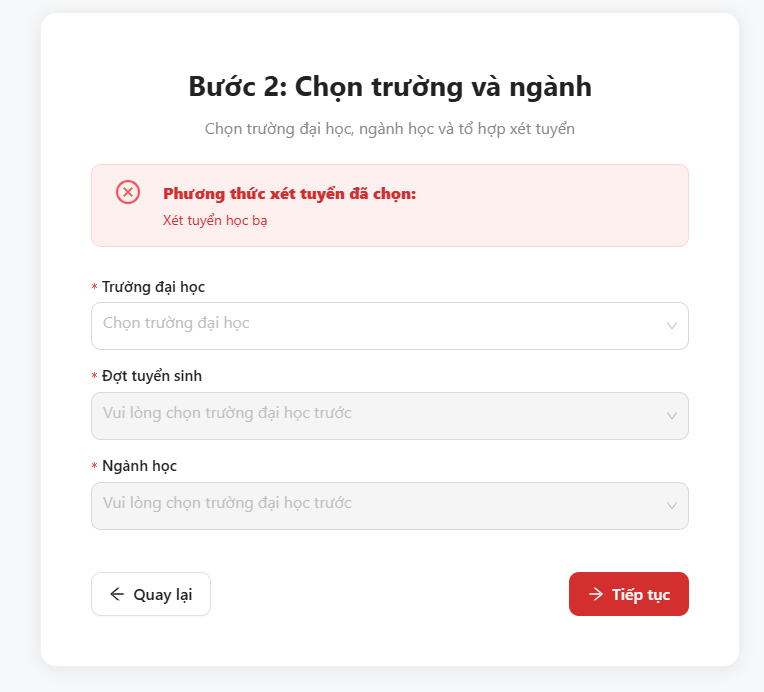 Bước 2: Chọn trường và ngành
Chọn trường đại học, ngành học và tổ hợp xét tuyển
Phương thức xét tuyển đã chọn:
Xét tuyển học bạ
* Trường đại học
Chọn trường đại học
* Đợt tuyển sinh
Vui lòng chọn trường đại học trước
* Ngành học
Vui lòng chọn trường đại học trước
Quay lại
Tiếp tục